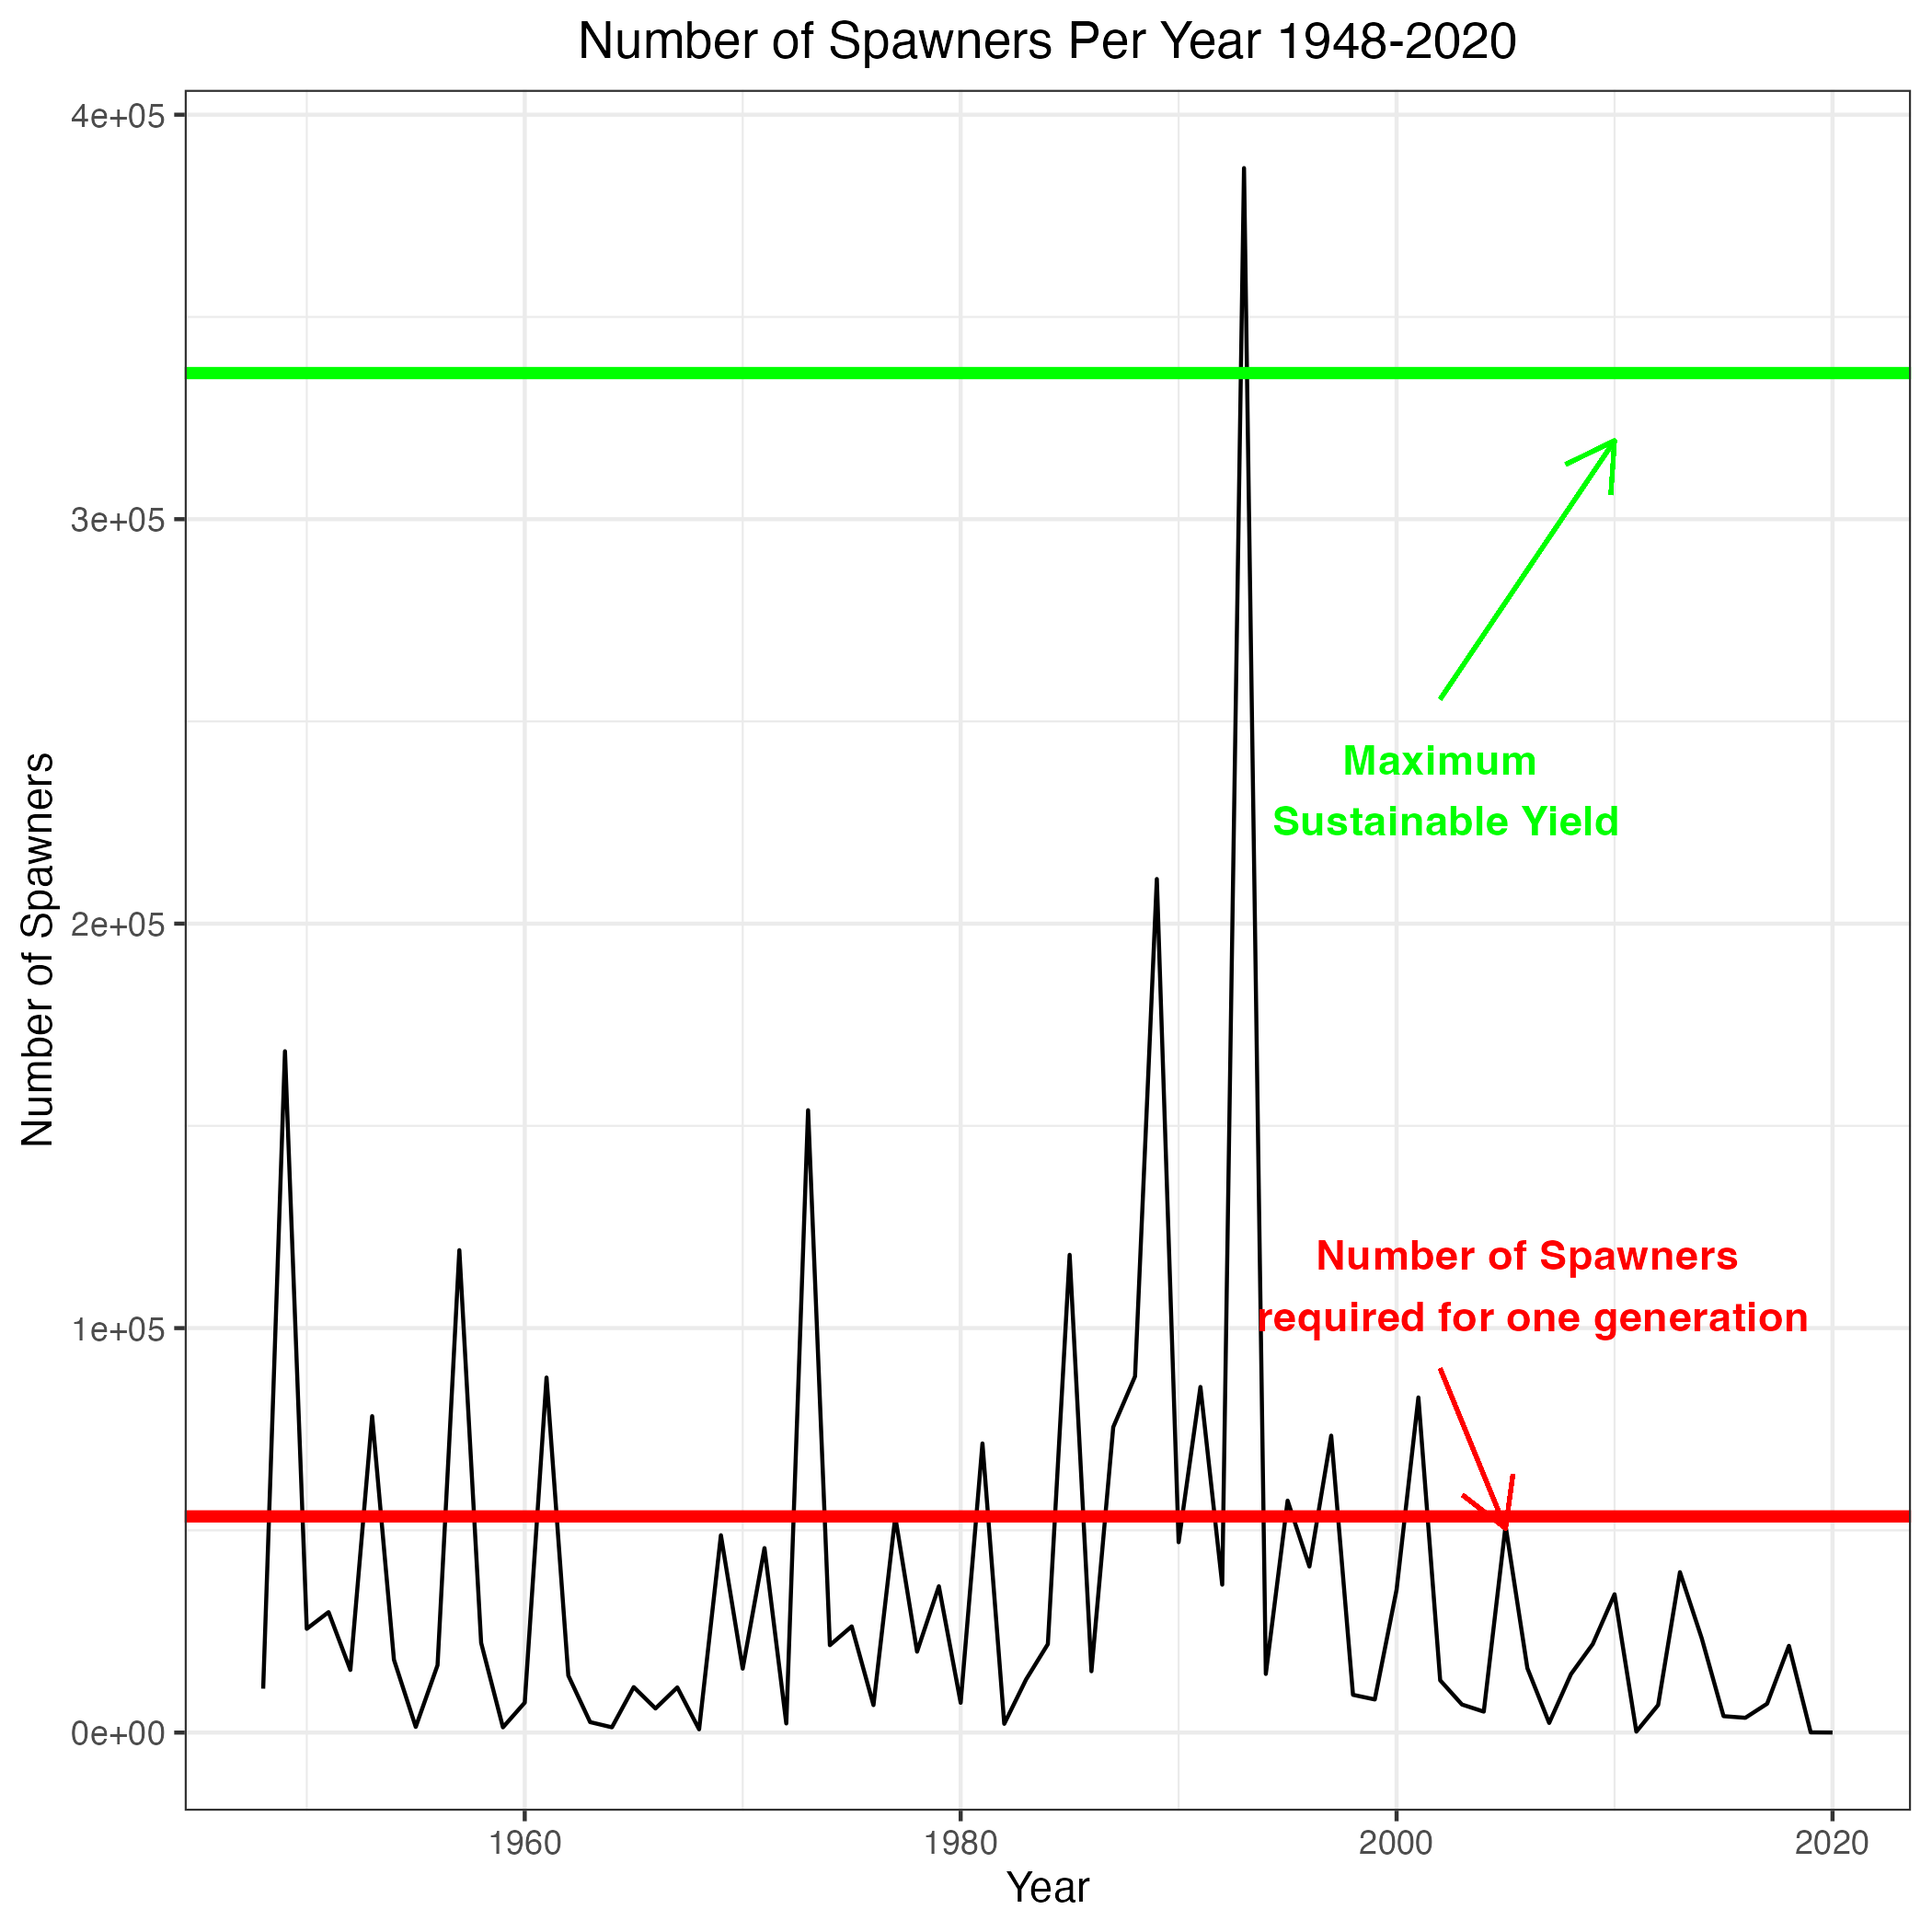 Number of Spawners Per Year 1948-2020
4e+05
3e+05
2e+05
1e+05
0e+00
Number of Spawners
Maximum
Sustainable Yield
Number of Spawners
required for one generation
1960
1980
2000
2020
Year